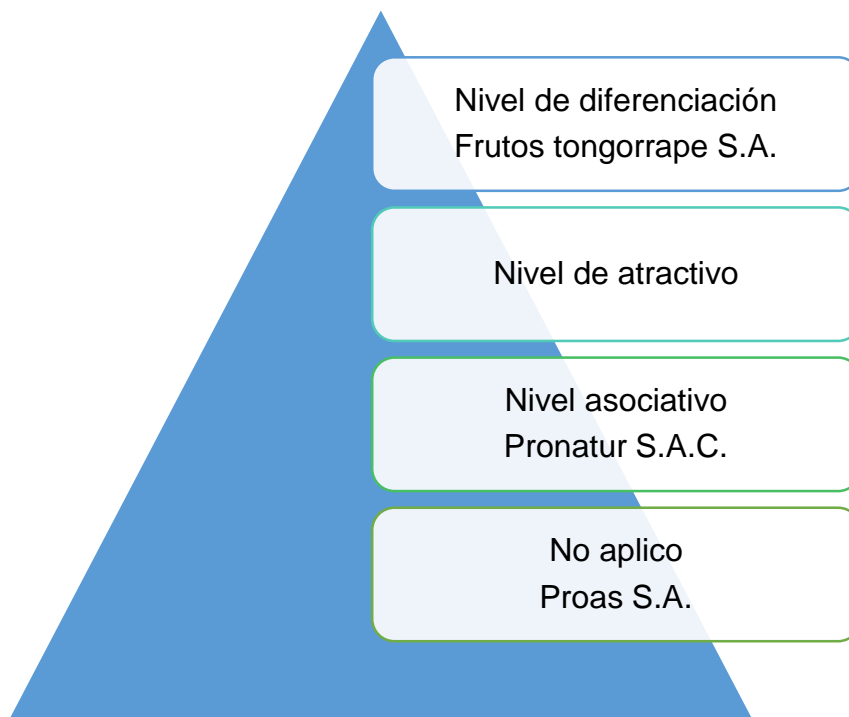 Nivel de diferenciación
Frutos tongorrape S.A.
Nivel de atractivo
Nivel asociativo
Pronatur S.A.C.
No aplico
Proas S.A.